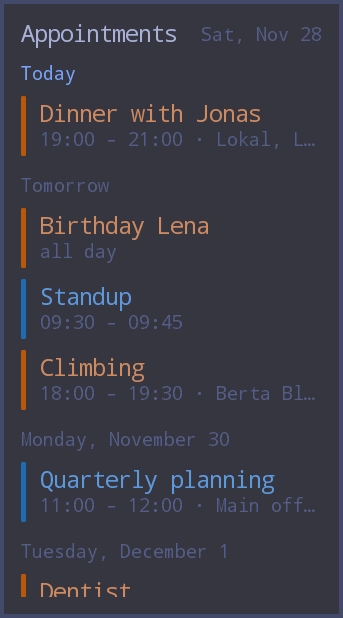 Appointments Sat, Nov 28
Today
Dinner with Jonas
19:00 – 21:00 · Lokal, L…
Tomorrow
Birthday Lena
all day
Standup
09:30 – 09:45
Climbing
18:00 – 19:30 · Berta Bl…
Monday, November 30
Quarterly planning
11:00 – 12:00 · Main off…
Tuesday, December 1
Dentist